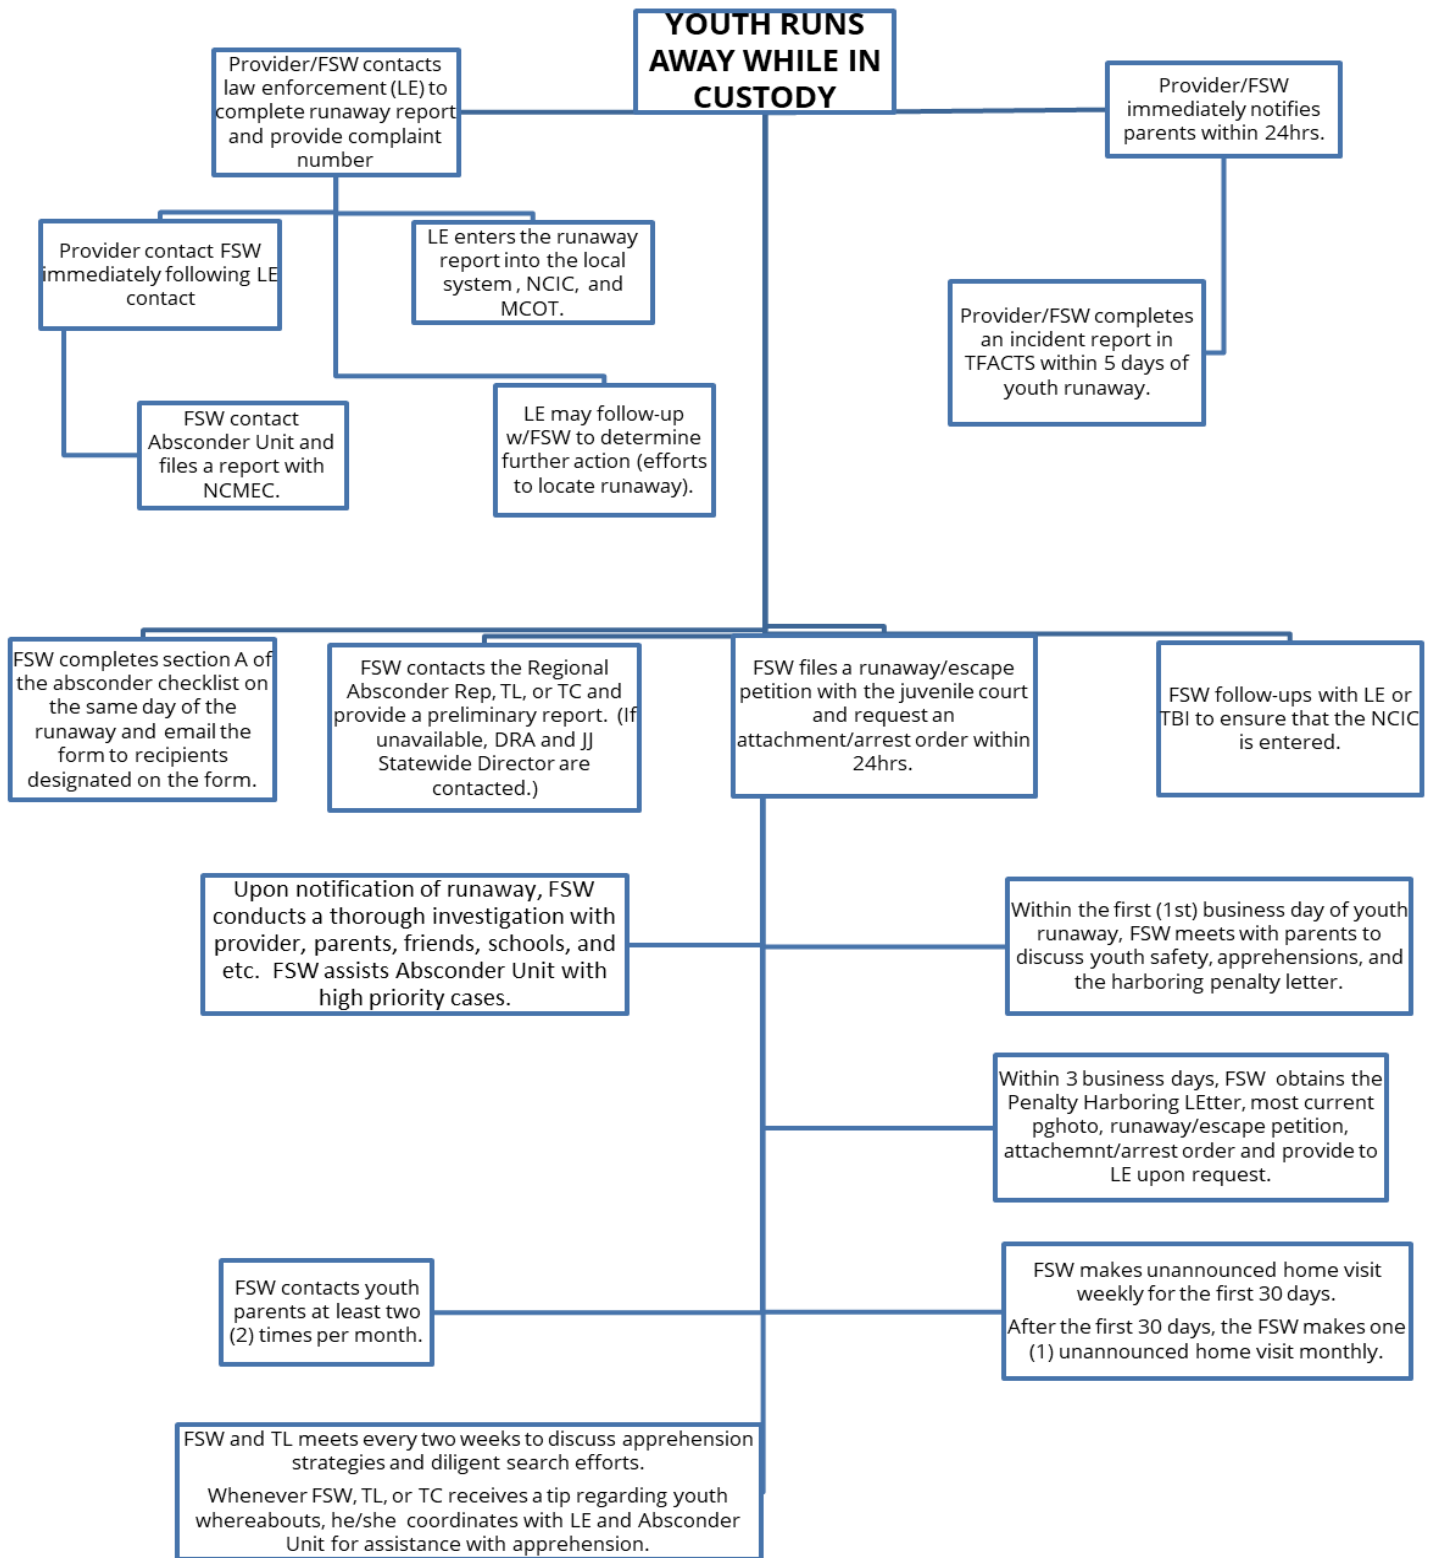 YOUTH RUNS
AWAY WHILE IN
CUSTODY
Provider/FSW contacts
law enforcement (LE) to
complete runaway report
and provide complaint
number
Provider/FSW
immediately notifies
parents within 24hrs.
Provider contact FSW
immediately following LE
contact
LE enters the runaway
report into the local
system , NCIC, and
MCOT.
Provider/FSW completes
an incident report in
TFACTS within 5 days of
youth runaway.
FSW contact
Absconder Unit and
files a report with
NCMEC.
LE may follow-up
w/FSW to determine
further action (efforts
to locate runaway).
FSW completes section A of
the absconder checklist on
the same day of the
runaway and email the
form to recipients
designated on the form.
FSW contacts the Regional
Absconder Rep, TL, or TC and
provide a preliminary report. (If
unavailable, DRA and JJ
Statewide Director are
contacted.)
FSW files a runaway/escape
petition with the juvenile court
and request an
attachment/arrest order within
24hrs.
FSW follow-ups with LE or
TBI to ensure that the NCIC
is entered.
Upon notification of runaway, FSW
conducts a thorough investigation with
provider, parents, friends, schools, and
etc. FSW assists Absconder Unit with
high priority cases.
Within the first (1st) business day of youth
runaway, FSW meets with parents to
discuss youth safety, apprehensions, and
the harboring penalty letter.
Within 3 business days, FSW obtains the
Penalty Harboring LEtter, most current
pghoto, runaway/escape petition,
attachemnt/arrest order and provide to
LE upon request.
FSW contacts youth
parents at least two
(2) times per month.
FSW makes unannounced home visit
weekly for the first 30 days.
After the first 30 days, the FSW makes one
(1) unannounced home visit monthly.
FSW and TL meets every two weeks to discuss apprehension
strategies and diligent search efforts.
Whenever FSW, TL, or TC receives a tip regarding youth
whereabouts, he/she coordinates with LE and Absconder
Unit for assistance with apprehension.